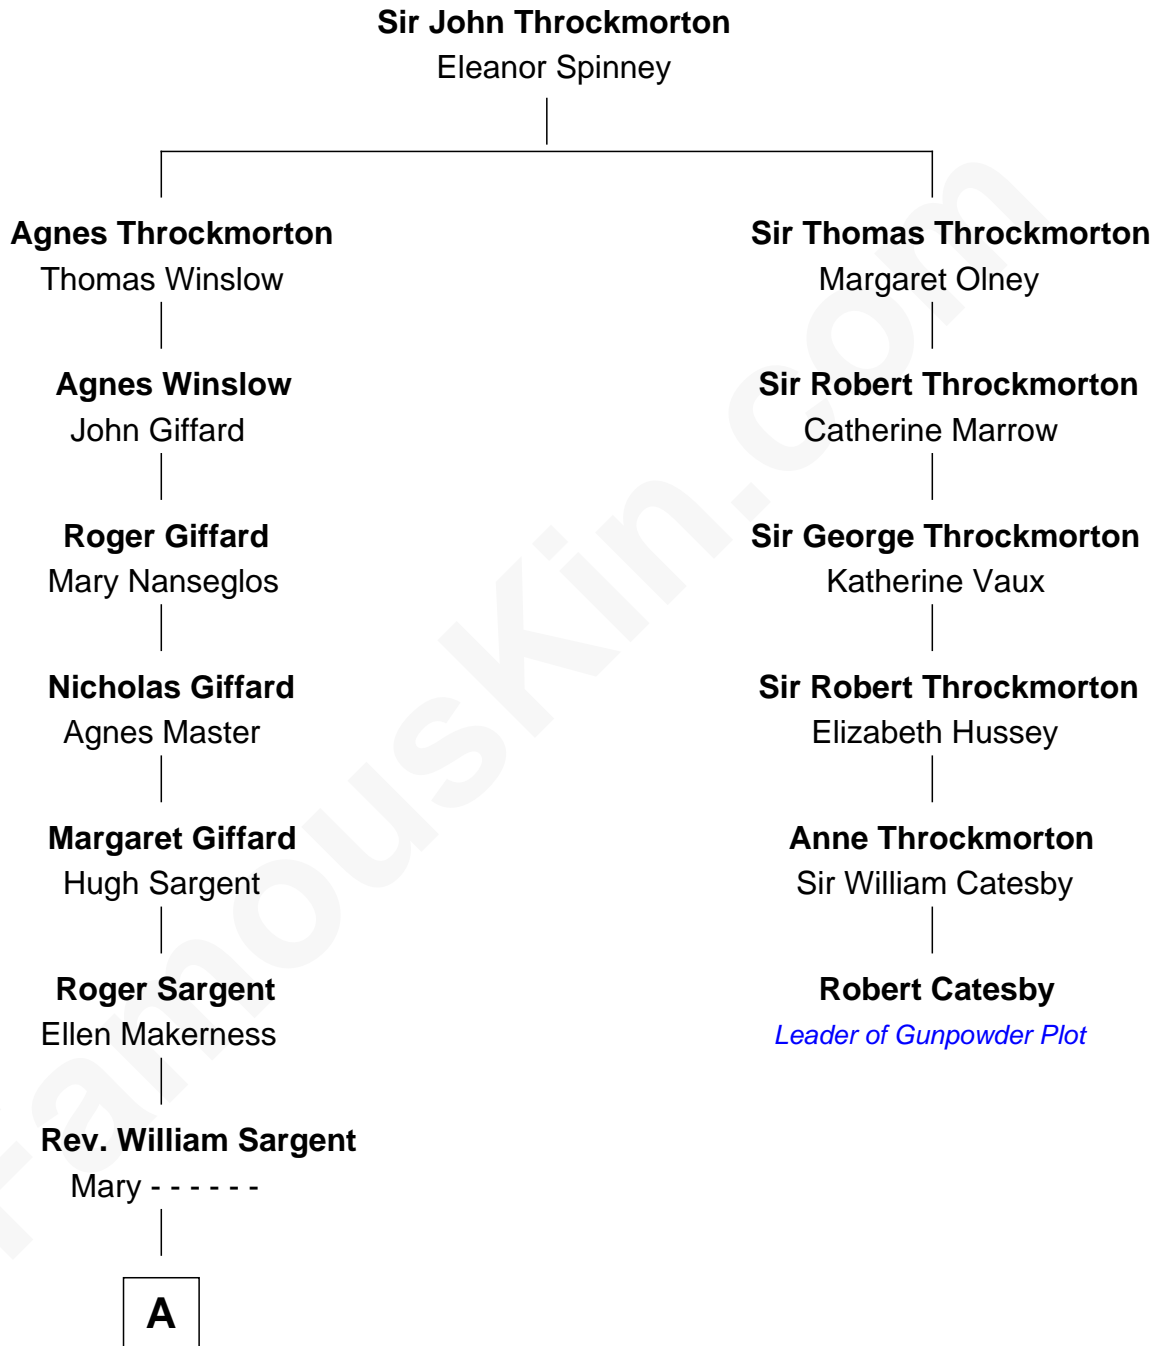 Sir John Throckmorton
Eleanor Spinney
Agnes Throckmorton
Thomas Winslow
Sir Thomas Throckmorton
Margaret Olney
Agnes Winslow
John Giffard
Sir Robert Throckmorton
Catherine Marrow
Roger Giffard
Mary Nanseglos
Sir George Throckmorton
Katherine Vaux
Nicholas Giffard
Agnes Master
Sir Robert Throckmorton
Elizabeth Hussey
Margaret Giffard
Hugh Sargent
Anne Throckmorton
Sir William Catesby
Roger Sargent
Ellen Makerness
Robert Catesby
Leader of Gunpowder Plot
Rev. William Sargent
Mary - - - - - -
A
FamousKin.com